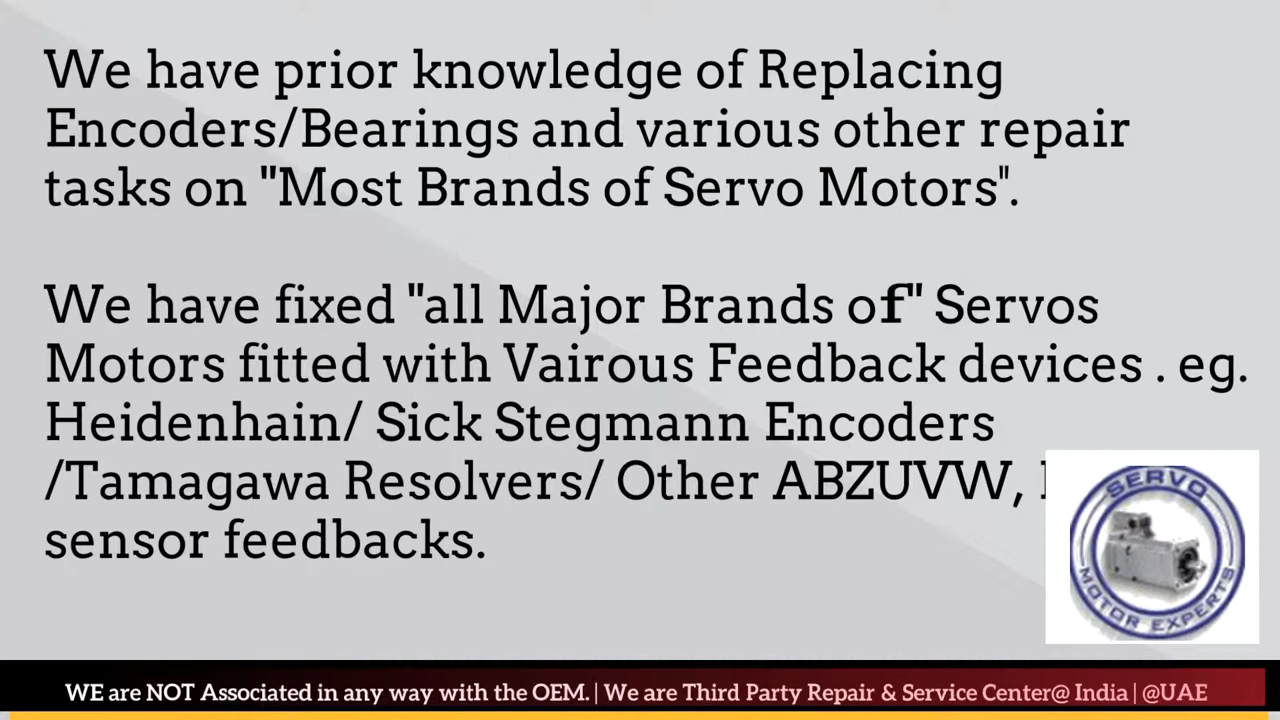 We have prior knowledge of Replacing
Encoders/Bearings and various other repair
tasks on "Most Brands of Servo Motors".
We have fixed "all Major Brands of" Servos
Motors fitted with Vairous Feedback devices . eg.
Heidenhain/ Sick Stegmann Encoders
/Tamagawa Resolvers/ Other ABZUVW,
sensor feedbacks.
SERVO
MOTOR EXPERTS
WE are NOT Associated in any way with the OEM. | We are Third Party Repair & Service Center@ India | @UAE